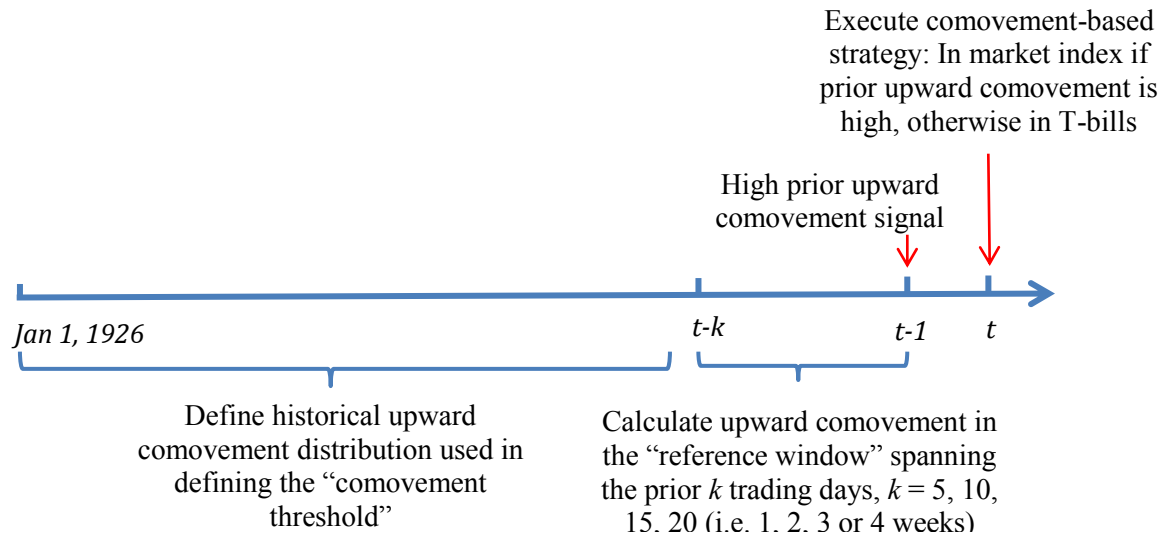 Execute comovement-based
strategy: In market index if
prior upward comovement is
high, otherwise in T-bills
High prior upward
comovement signal
Jan 1, 1926
t-k
t-1
t
Define historical upward
comovement distribution used in
defining the “comovement
threshold”
Calculate upward comovement in
the “reference window” spanning
the prior k trading days, k = 5, 10,
15, 20 (i.e. 1, 2, 3 or 4 weeks)